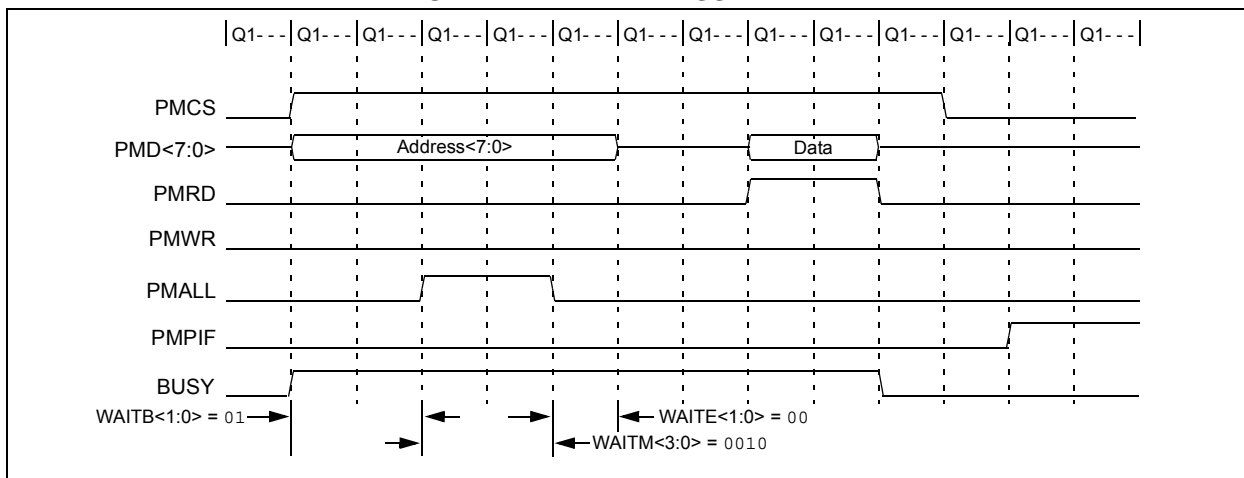 Q1- - - Q1- - - Q1- - - Q1- - - Q1- - - Q1- - - Q1- - - Q1- - - Q1- - - Q1- - - Q1- - - Q1- - - Q1- - - Q1- - -
PMCS
PMD<7:0> Address<7:0> Data
PMRD
PMWR
PMALL
PMPIF
BUSY
WAITB<1:0> = 01 WAITE<1:0> = 00
WAITM<3:0> = 0010